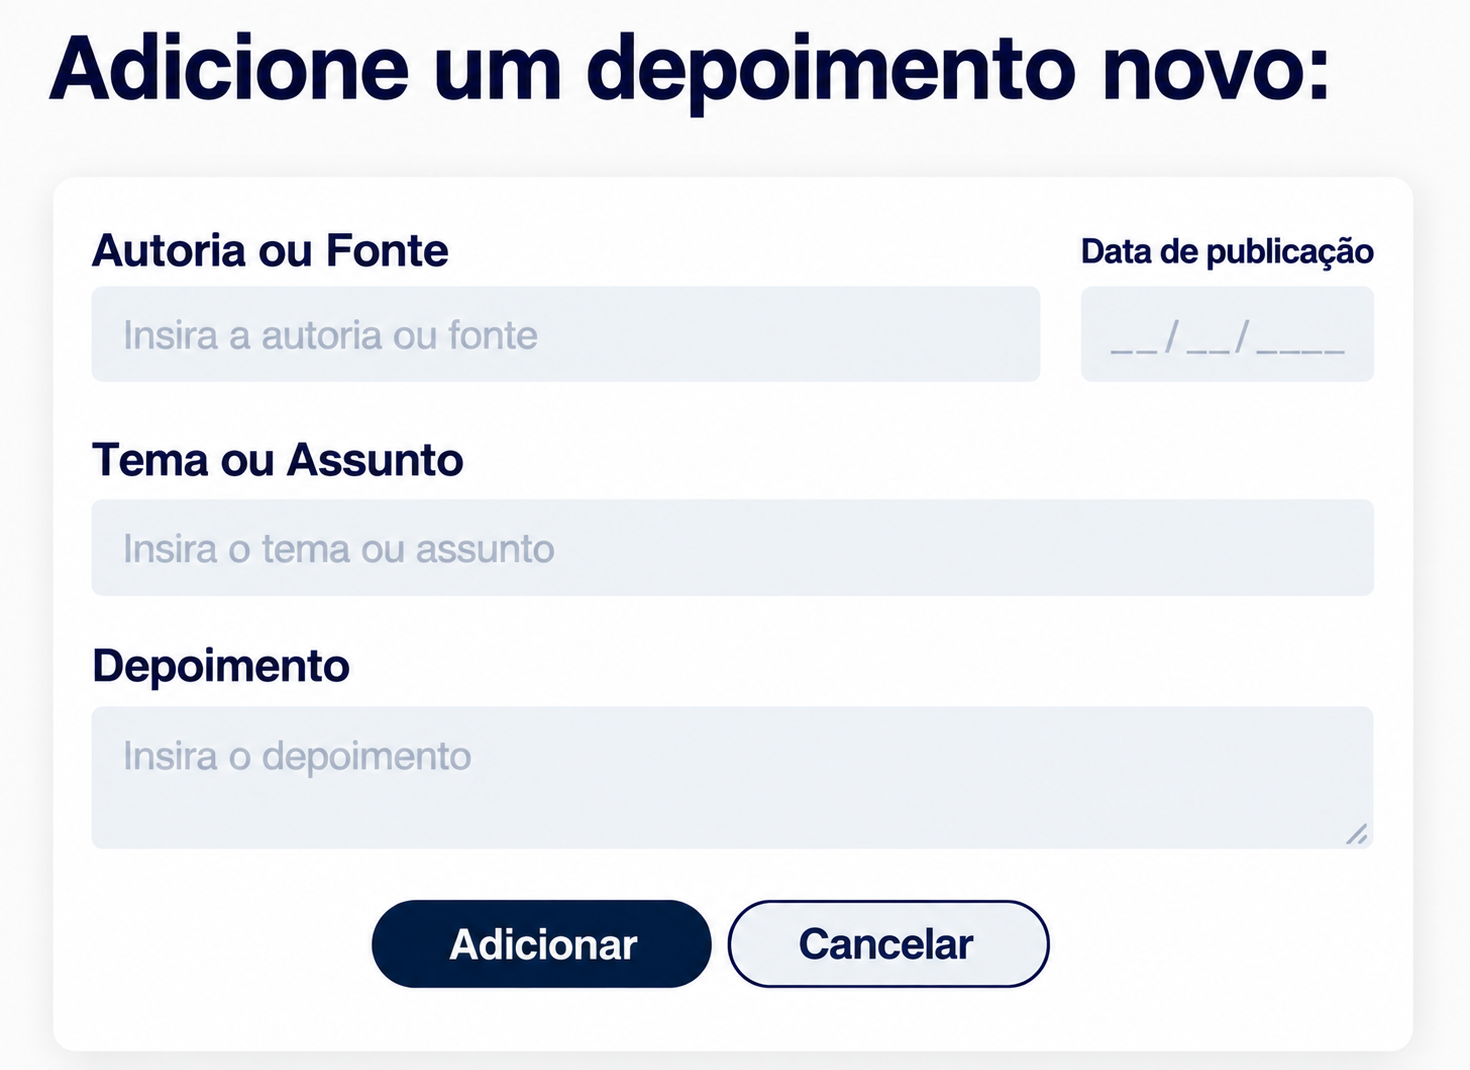 Adicione um depoimento novo:
Autoria ou Fonte
Data de publicação
Insira a autoria ou fonte
__/__/____
Tema ou Assunto
Insira o tema ou assunto
Depoimento
Insira o depoimento
Adicionar
Cancelar